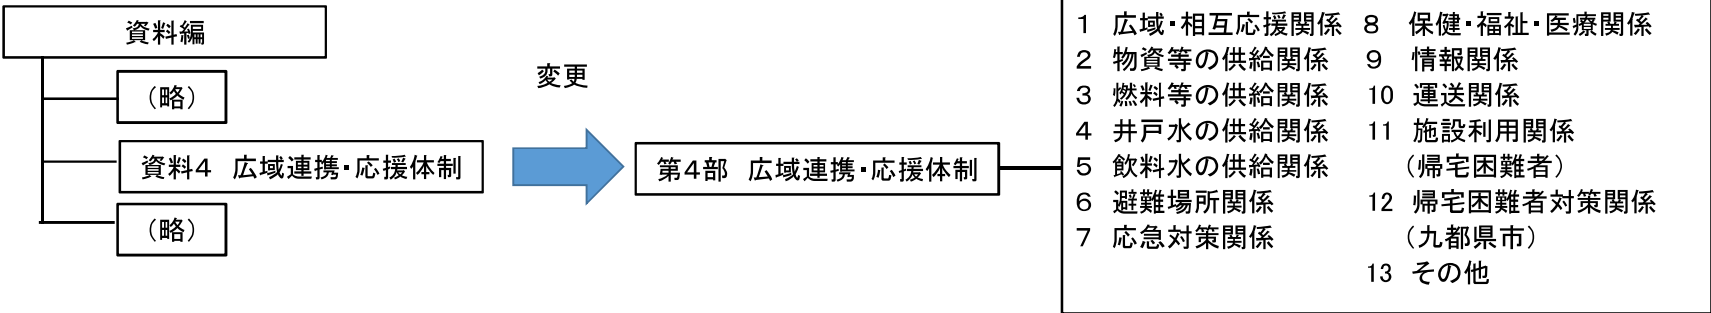 資料編
（略）
資料4　広域連携・応援体制
（略）
変更
第4部　広域連携・応援体制
1　広域・相互応援関係
2　物資等の供給関係
3　燃料等の供給関係
4　井戸水の供給関係
5　飲料水の供給関係
6　避難場所関係
7　応急対策関係
8　保健・福祉・医療関係
9　情報関係
10　運送関係
11　施設利用関係
（帰宅困難者）
12　帰宅困難者対策関係
（九都県市）
13　その他